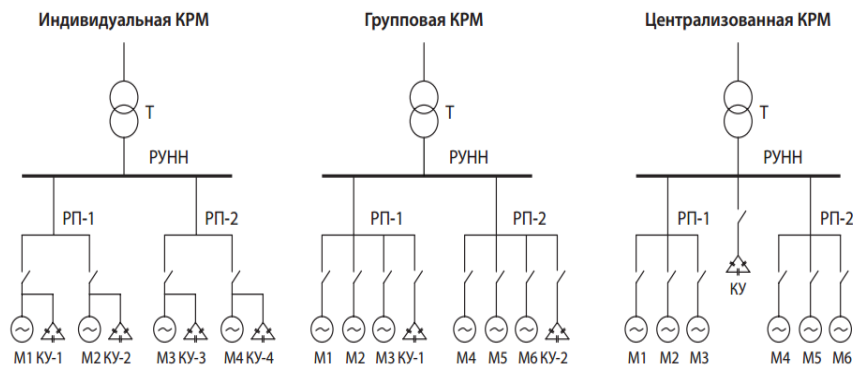 Индивидуальная КРМ
Групповая КРМ
Централизованная КРМ
Т
Т
Т
РУНН
РУНН
РУНН
РП-1
РП-2
РП-1
РП-2
РП-1
РП-2
КУ
М1 КУ-1
М2 КУ-2
М3 КУ-3
М4 КУ-4
М1
М2
М3 КУ-1
М4
М5
М6 КУ-2
М1
М2
М3
М4
М5
М6